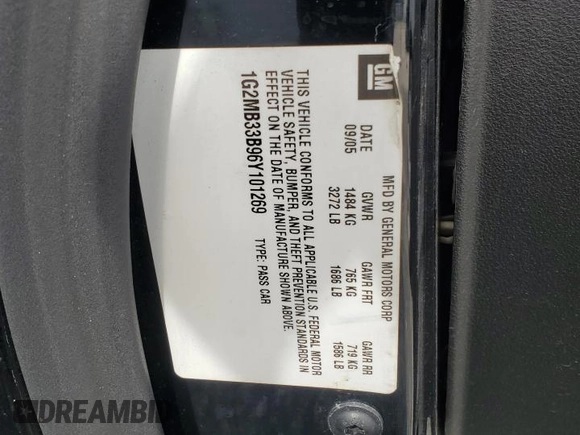 GM
MFD BY GENERAL MOTORS CORP
DATE GVWR GAWR FRT GAWR RR
09/05 1484 KG 765 KG 719 KG
3272 LB 1686 LB 1586 LB
THIS VEHICLE CONFORMS TO ALL APPLICABLE U.S. FEDERAL MOTOR
VEHICLE SAFETY, BUMPER, AND THEFT PREVENTION STANDARDS IN
EFFECT ON THE DATE OF MANUFACTURE SHOWN ABOVE.
1G2MB33B96Y101269 TYPE: PASS CAR
DREAMBID